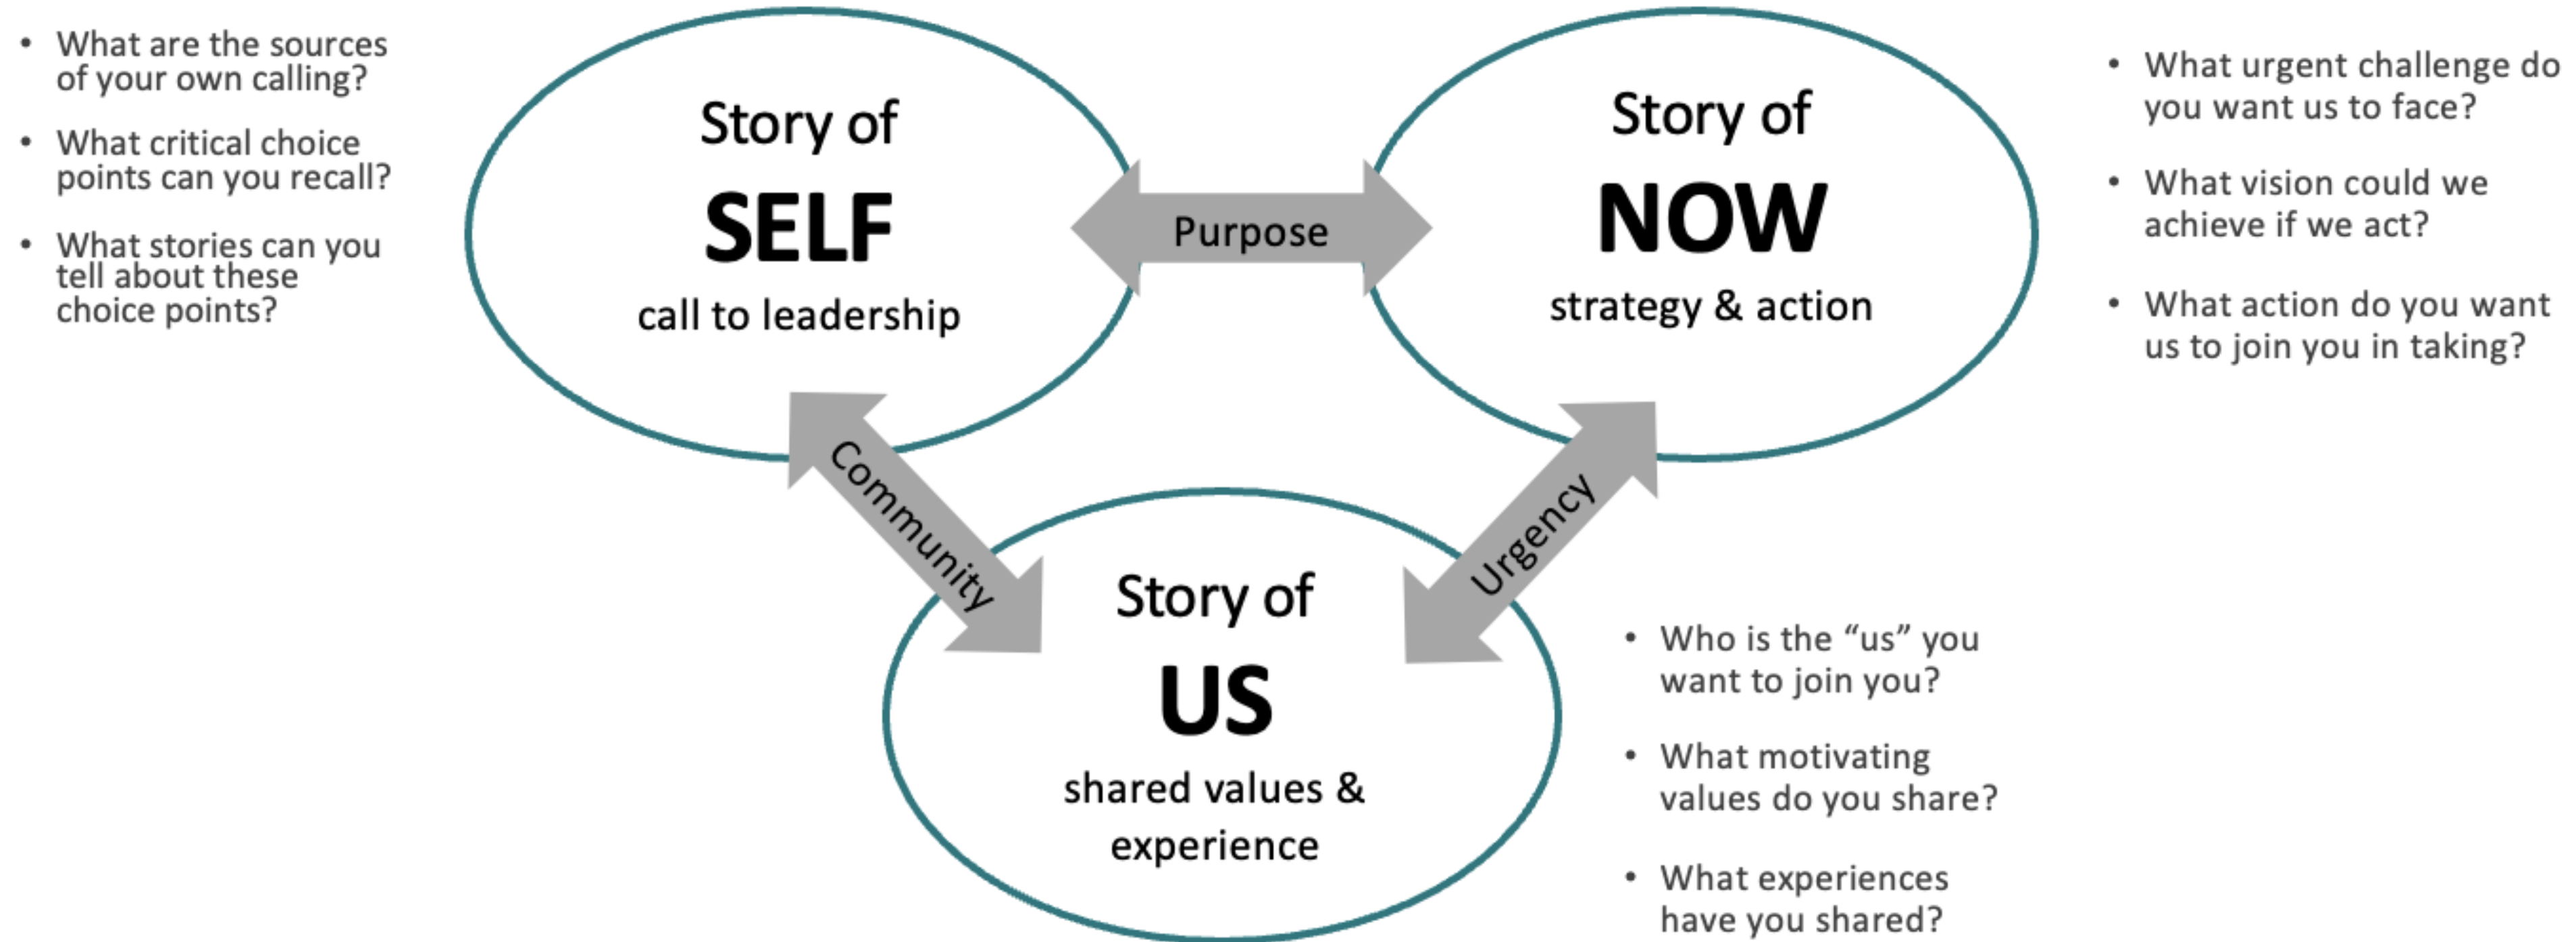 • What are the sources
of your own calling?
• What critical choice
points can you recall?
• What stories can you
tell about these
choice points?
Story of
SELF
call to leadership
Purpose
Story of
NOW
strategy & action
• What urgent challenge do
you want us to face?
• What vision could we
achieve if we act?
• What action do you want
us to join you in taking?
Community
Urgency
Story of
US
shared values &
experience
• Who is the “us” you
want to join you?
• What motivating
values do you share?
• What experiences
have you shared?